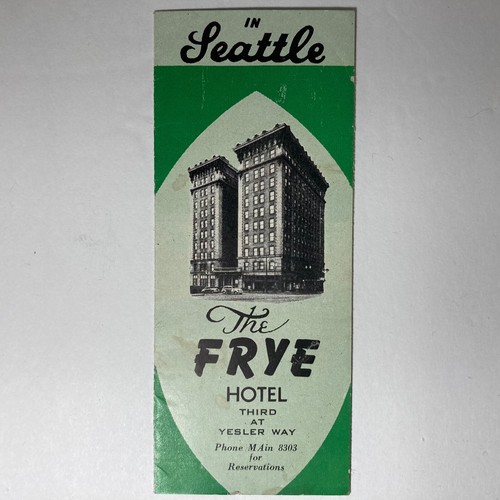 IN
Seattle
The
FRYE
HOTEL
THIRD
AT
YESLER WAY
Phone MAin 8303
for
Reservations